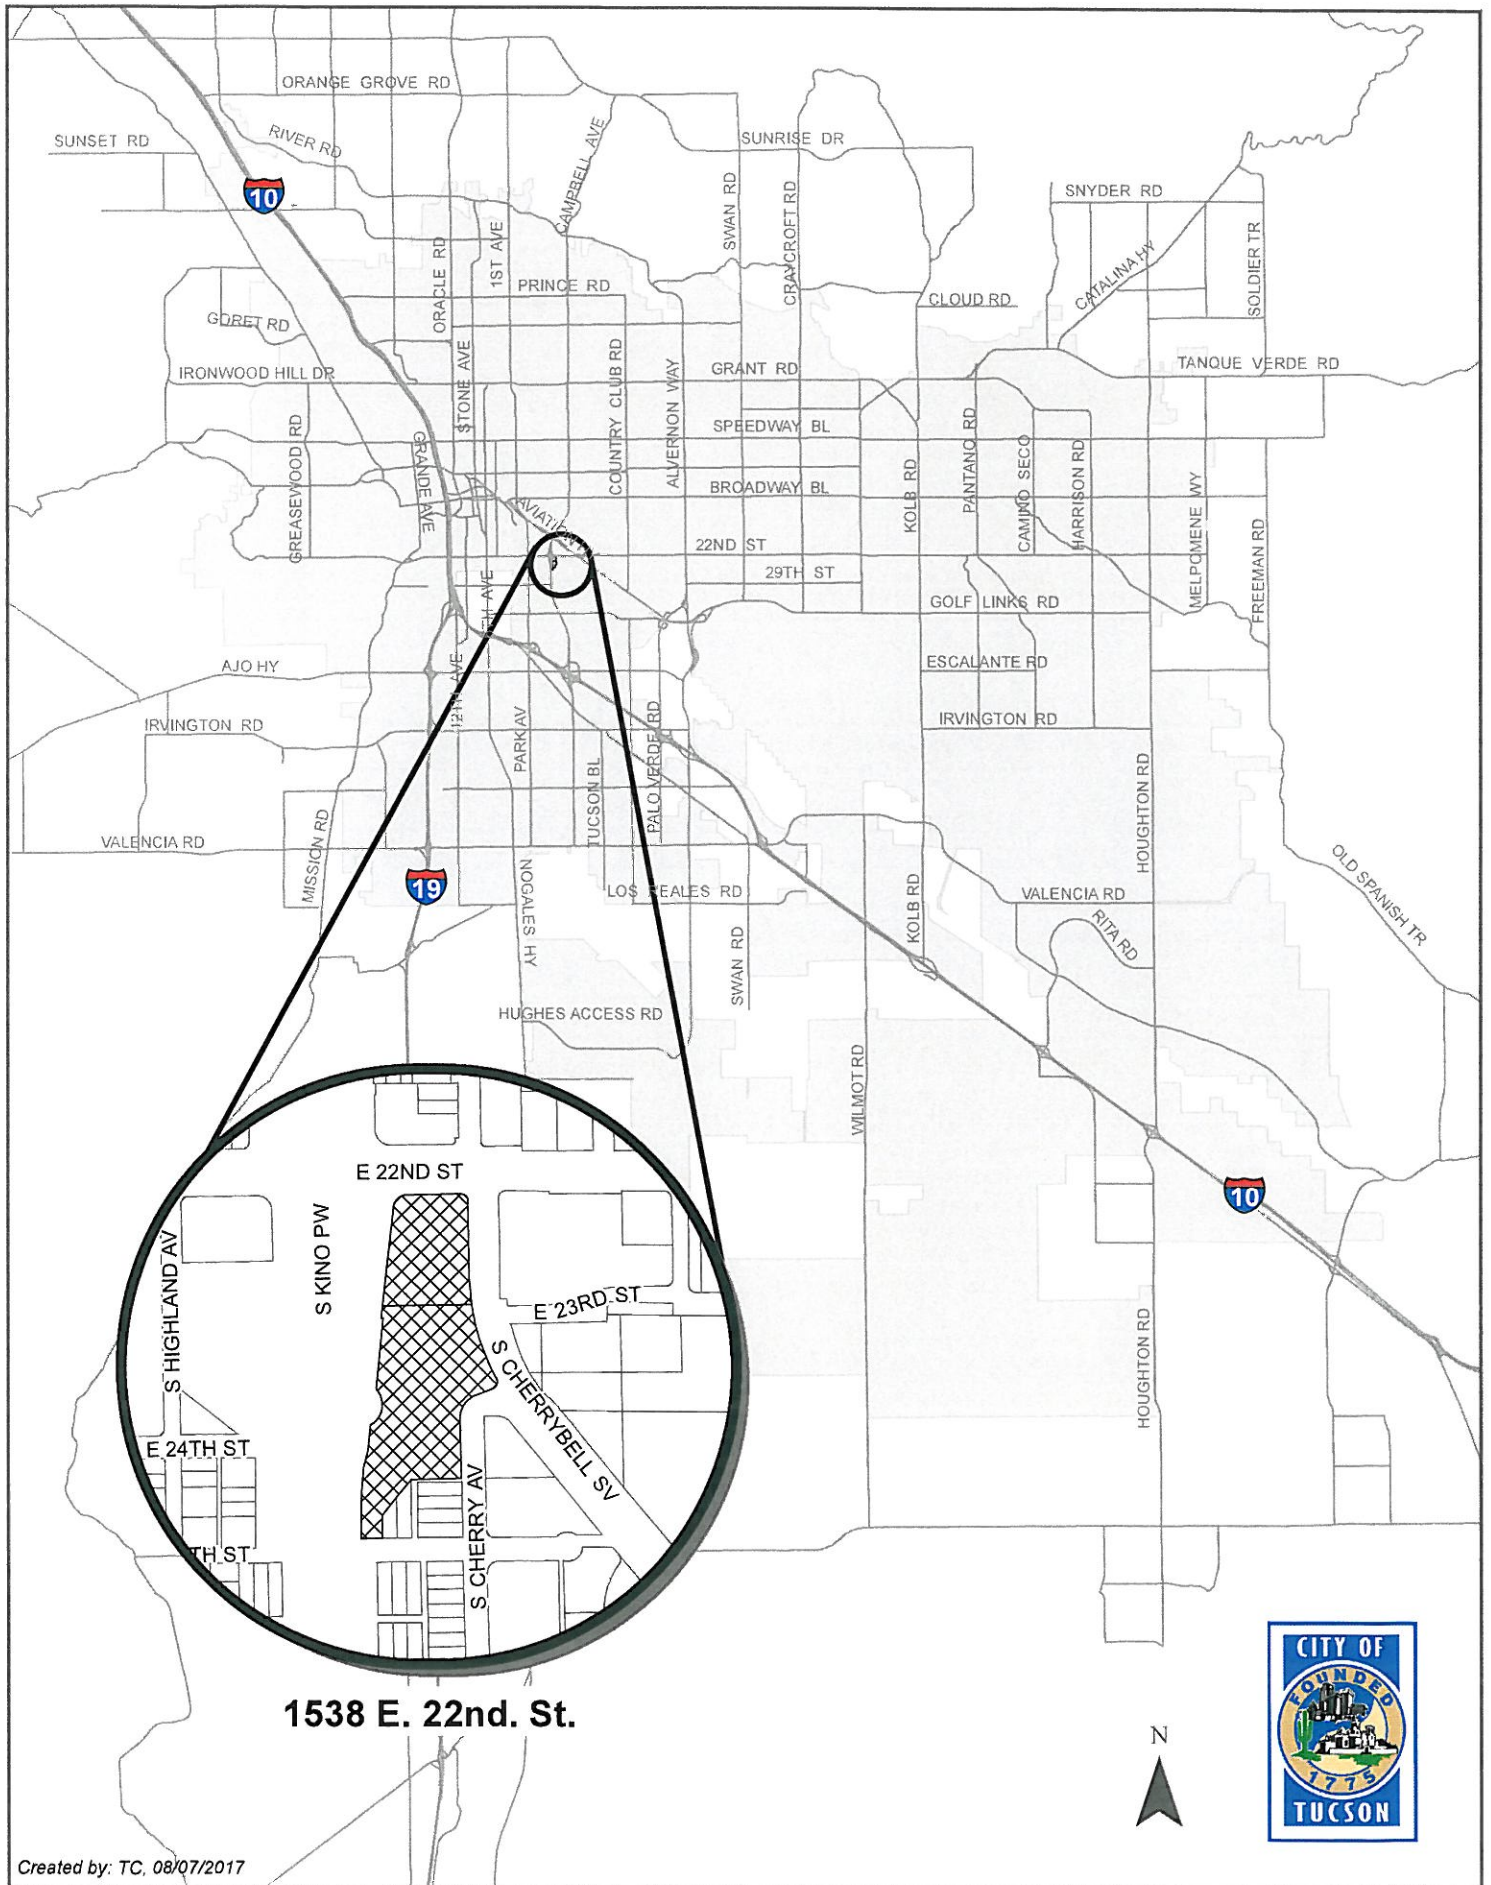 ORANGE GROVE RD
SUNSET RD
RIVER RD
CAMPBELL AVE
SUNRISE DR
10
SWAN RD
CRAYCROFT RD
SNYDER RD
ORACLE RD
1ST AVE
CATALINA HY
SOLDIER TR
PRINCE RD
CLOUD RD
GORET RD
STONE AVE
COUNTRY CLUB RD
ALVERNON WAY
GRANT RD
TANQUE VERDE RD
IRONWOOD HILL DR
GREASEWOOD RD
GRANDE AVE
SPEEDWAY BL
KOLB RD
PANTANO RD
CAMINO SECO
HARRISON RD
BROADWAY BL
MELPOMENE WY
FREEMAN RD
AVIATION
22ND ST
29TH ST
TH AVE
GOLF LINKS RD
AJO HY
12TH AVE
ESCALANTE RD
IRVINGTON RD
PARK AV
PALO VERDE RD
IRVINGTON RD
TUCSON BL
HOUGHTON RD
MISSION RD
VALENCIA RD
19
NOGALES HY
LOS REALES RD
KOLB RD
VALENCIA RD
OLD SPANISH TR
RITA RD
SWAN RD
HUGHES ACCESS RD
WILMOT RD
E 22ND ST
10
S KINO PW
S HIGHLAND AV
E 23RD ST
S CHERRYBELL SV
HOUGHTON RD
E 24TH ST
S CHERRY AV
TH ST
1538 E. 22nd. St.
N
CITY OF
FOUNDED
1775
TUCSON
Created by: TC, 08/07/2017